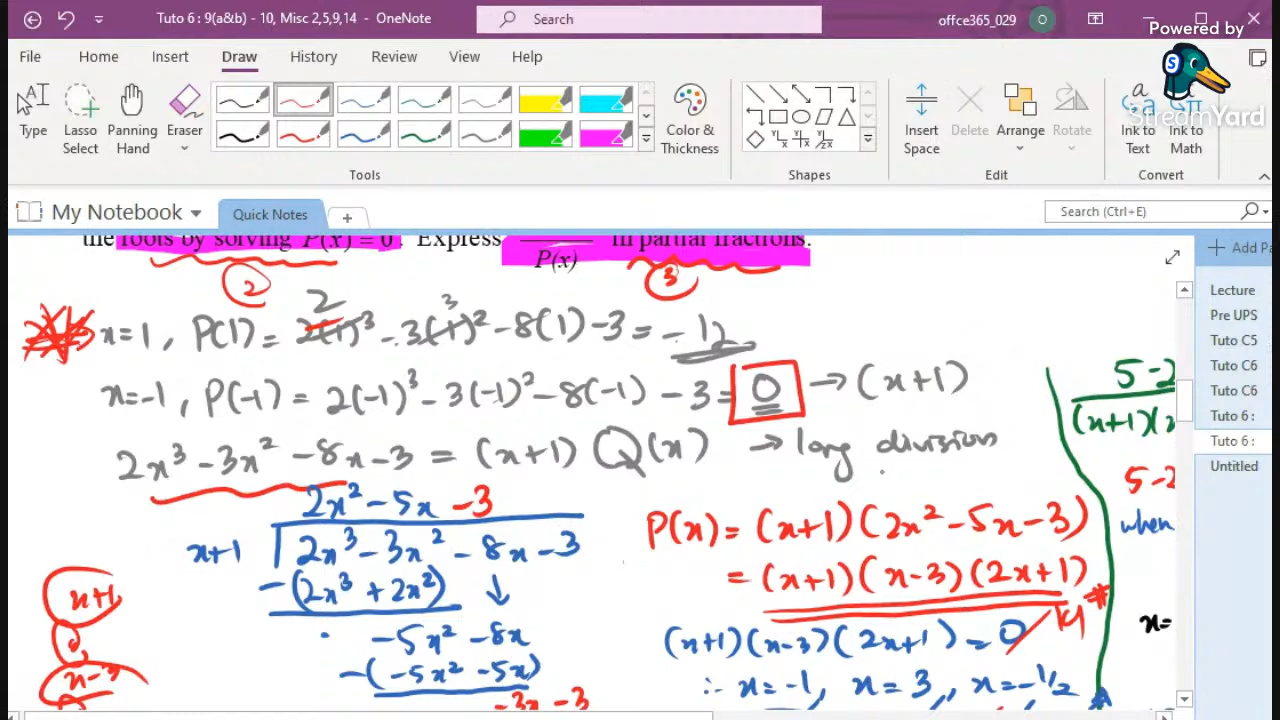 Tuto 6 : 9(a&b) - 10, Misc 2,5,9,14 - OneNote
Search
offce365_029
O
Powered by
StreamYard
File Home Insert Draw History Review View Help
Type
Lasso Select
Panning Hand
Eraser
Color & Thickness
Insert Space
Delete
Arrange
Rotate
Ink to Text
Ink to Math
Tools
Shapes
Edit
Convert
My Notebook
Quick Notes
Search (Ctrl+E)
Add Pa
Lecture
Pre UPS
Tuto C5
Tuto C6
Tuto C6
Tuto 6 :
Tuto 6 :
Untitled
the roots by solving P(x) = 0 . Express
P(x)
in partial fractions.
2
3
x=1, P(1) = 2(1)³ - 3(1)² - 8(1) - 3 = -12
2
3
x=-1, P(-1) = 2(-1)³ - 3(-1)² - 8(-1) - 3 = 0 → (x+1)
2x³ - 3x² - 8x - 3 = (x+1) Q(x) → long division
2x² - 5x - 3
x+1
2x³ - 3x² - 8x - 3
-(2x³ + 2x²) ↓
-5x² - 8x
-(-5x² - 5x)
-3x - 3
x+1
x-3
P(x) = (x+1)(2x² - 5x - 3)
= (x+1)(x-3)(2x+1)
(x+1)(x-3)(2x+1) = 0
∴ x=-1, x=3, x=-1/2
5-2
(x+1)(x
5-2
when
x=